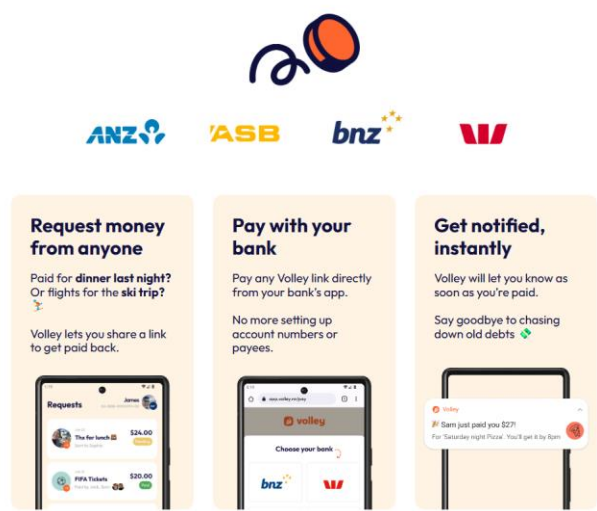 ANZ
ASB
bnz
Request money
from anyone
Paid for dinner last night?
Or flights for the ski trip?
⛷️
Volley lets you share a link
to get paid back.
Requests
James
Thx for lunch 🍔
$24.00
FIFA Tickets
$20.00
Paid
Pay with your
bank
Pay any Volley link directly
from your bank's app.
No more setting up
account numbers or
payees.
volley
Choose your bank
bnz
Get notified,
instantly
Volley will let you know as
soon as you're paid.
Say goodbye to chasing
down old debts 💸
Volley
🎉 Sam just paid you $27!
For 'Saturday night Pizza'. You'll get it by 6pm